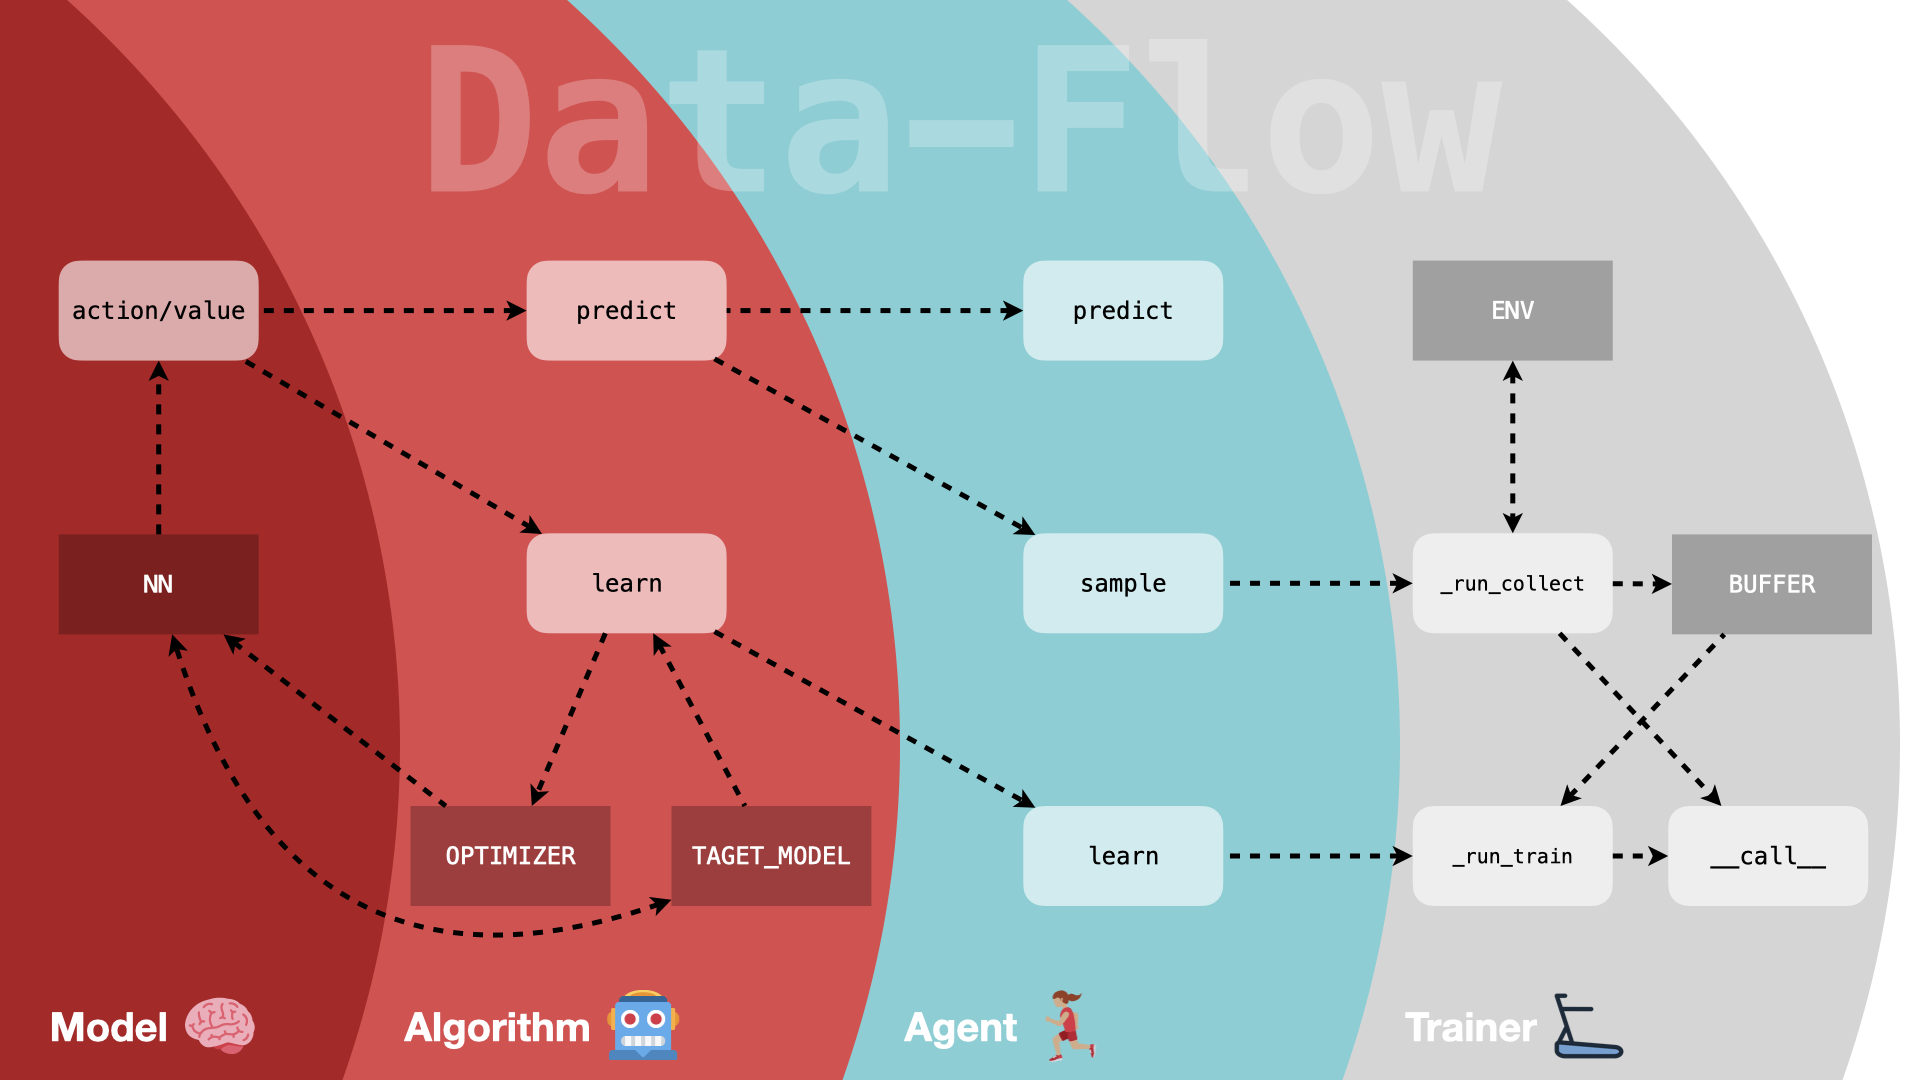 Data-Flow
action/value
predict
predict
ENV
NN
learn
sample
_run_collect
BUFFER
OPTIMIZER
TAGET_MODEL
learn
_run_train
__call__
Model
Algorithm
Agent
Trainer